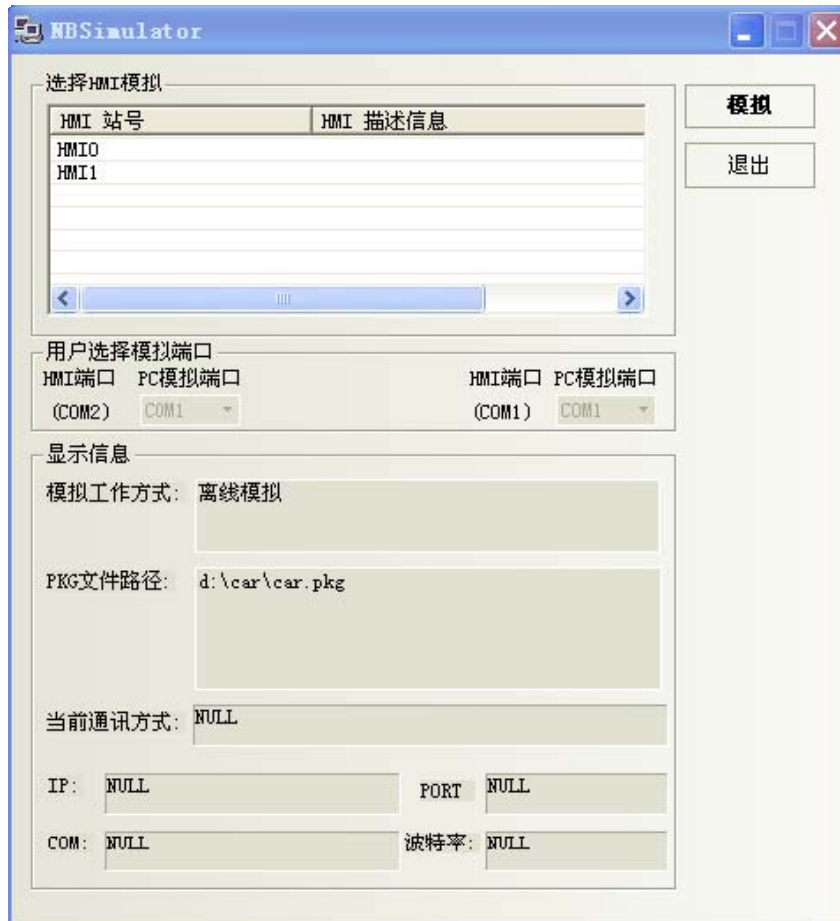 NBSimulator
选择HMI模拟
HMI 站号 HMI 描述信息
HMI0
HMI1
模拟
退出
用户选择模拟端口
HMI端口 PC模拟端口 HMI端口 PC模拟端口
(COM2) COM1 (COM1) COM1
显示信息
模拟工作方式: 离线模拟
PKG文件路径: d:\car\car.pkg
当前通讯方式: NULL
IP: NULL PORT NULL
COM: NULL 波特率: NULL